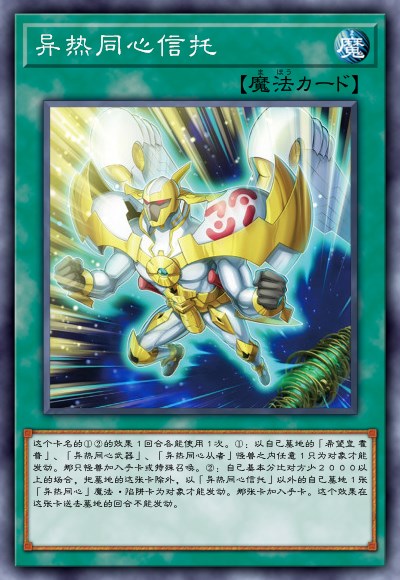 异热同心信托
魔
【魔法カード】
ま ほう
这个卡名的①②的效果1回合各能使用1次。①：以自己墓地的「希望皇 霍
普」、「异热同心武器」、「异热同心从者」怪兽之内任意1只为对象才能
发动。那只怪兽加入手卡或特殊召唤。②：自己基本分比对方少2000以
上的场合，把墓地的这张卡除外，以「异热同心信托」以外的自己墓地1张
「异热同心」魔法·陷阱卡为对象才能发动。那张卡加入手卡。这个效果在
这张卡送去墓地的回合不能发动。